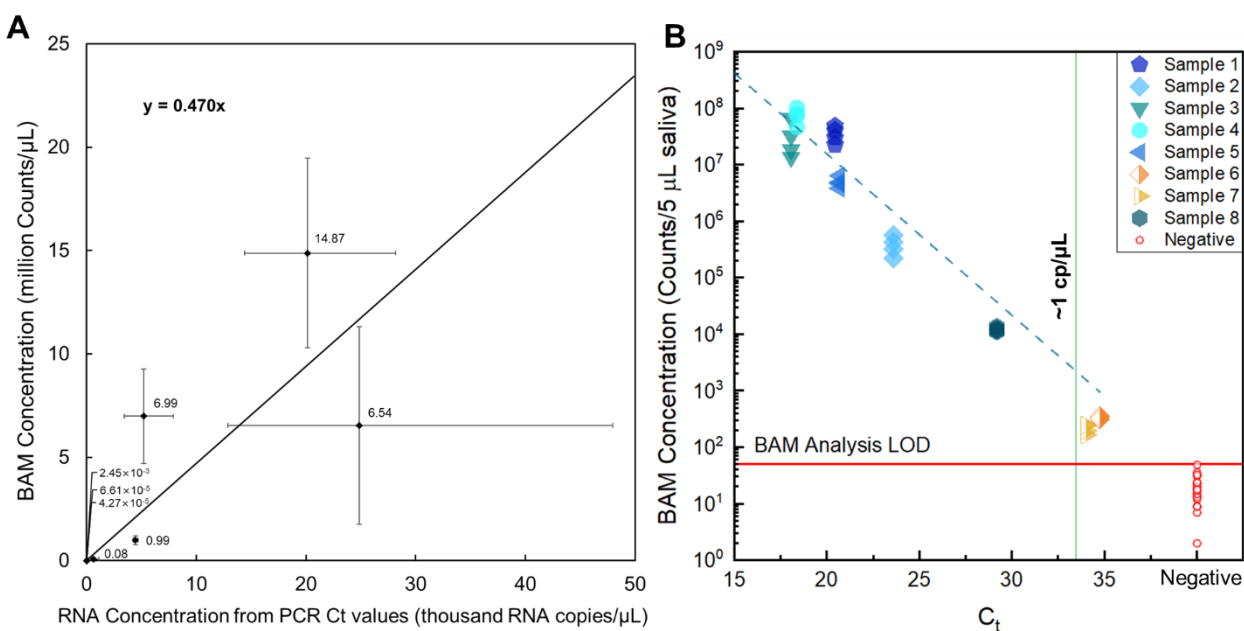 A
BAM Concentration (million Counts/µL)
25
20
15
10
5
0
y = 0.470x
14.87
6.99
6.54
2.45×10⁻³
6.61×10⁻⁵
4.27×10⁻⁵
0.99
0.08
0
10
20
30
40
50
RNA Concentration from PCR Ct values (thousand RNA copies/µL)
B
BAM Concentration (Counts/5 µL saliva)
10⁹
10⁸
10⁷
10⁶
10⁵
10⁴
10³
10²
10¹
10⁰
Sample 1
Sample 2
Sample 3
Sample 4
Sample 5
Sample 6
Sample 7
Sample 8
Negative
~1 cp/µL
BAM Analysis LOD
15
20
25
30
35
Negative
Cₜ